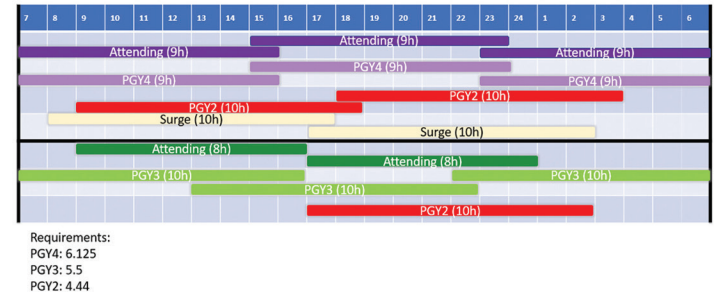 7 8 9 10 11 12 13 14 15 16 17 18 19 20 21 22 23 24 1 2 3 4 5 6
Attending (9h)
Attending (9h) Attending (9h)
PGY4 (9h)
PGY4 (9h) PGY4 (9h)
PGY2 (10h)
PGY2 (10h)
Surge (10h)
Surge (10h)
Attending (8h)
Attending (8h)
PGY3 (10h) PGY3 (10h)
PGY3 (10h)
PGY2 (10h)
Requirements:
PGY4: 6.125
PGY3: 5.5
PGY2: 4.44